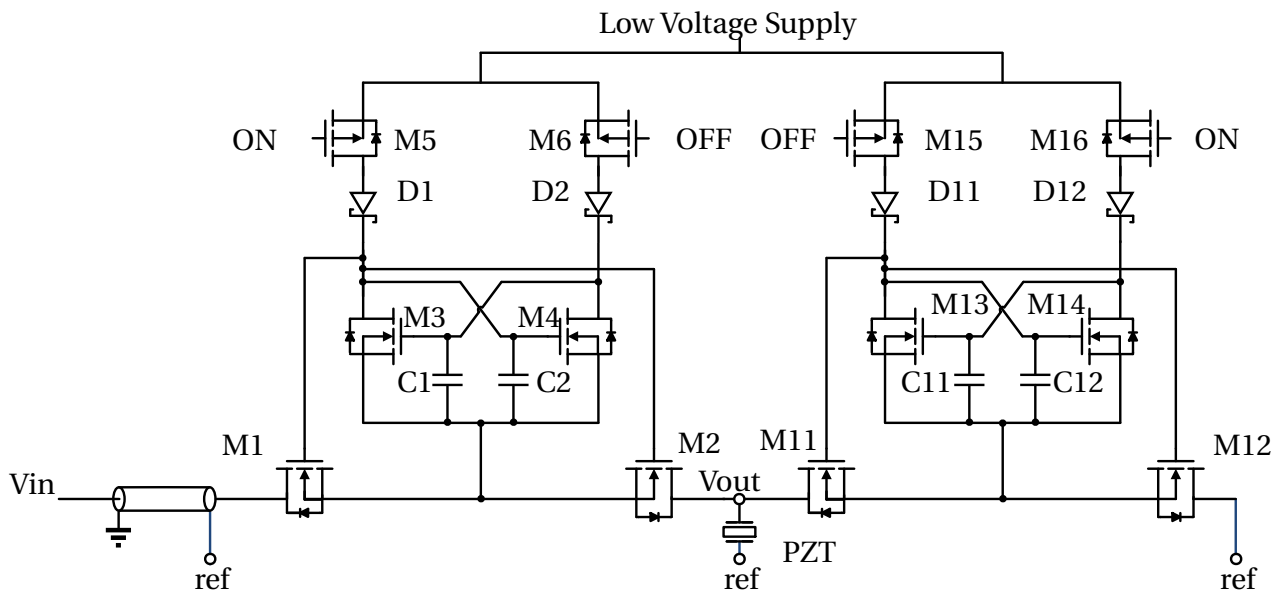 Low Voltage Supply
ON M5 M6 OFF OFF M15 M16 ON
D1 D2 D11 D12
M3 M4 M13 M14
C1 C2 C11 C12
M1 M2 M11 M12
Vin Vout
PZT
ref ref ref